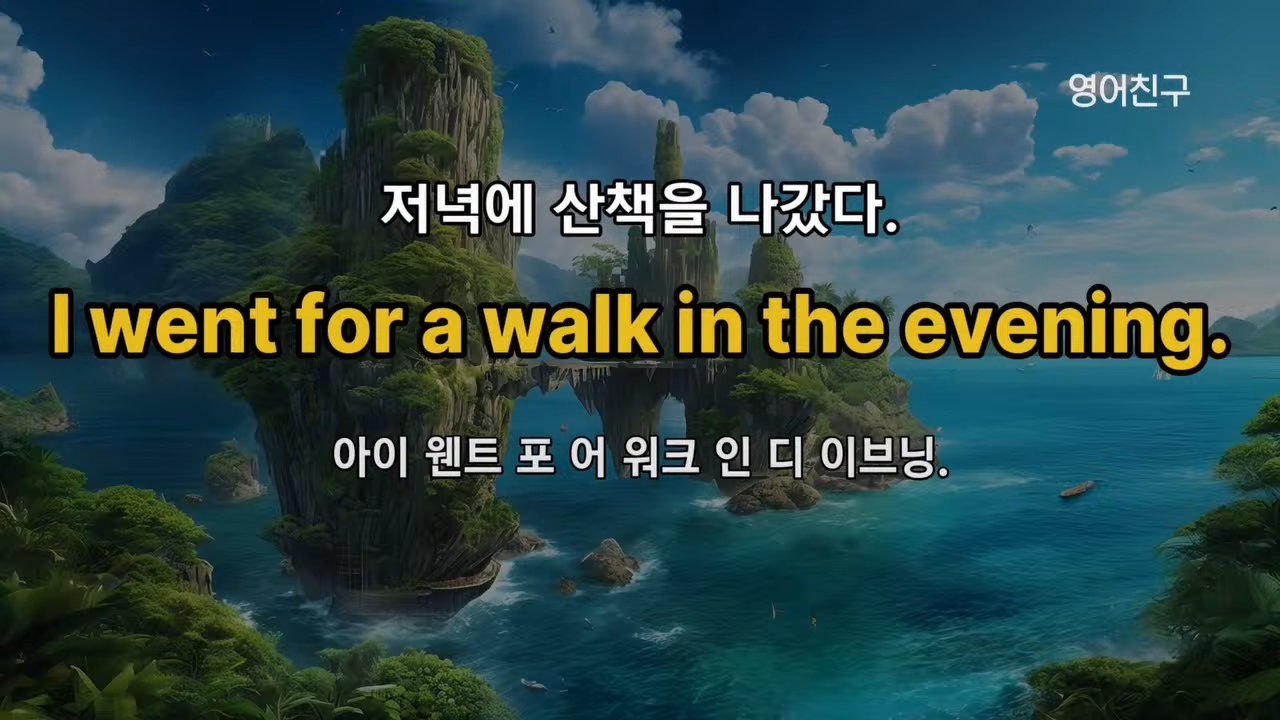 영어친구
저녁에 산책을 나갔다.
I went for a walk in the evening.
아이 웬트 포 어 워크 인 디 이브닝.